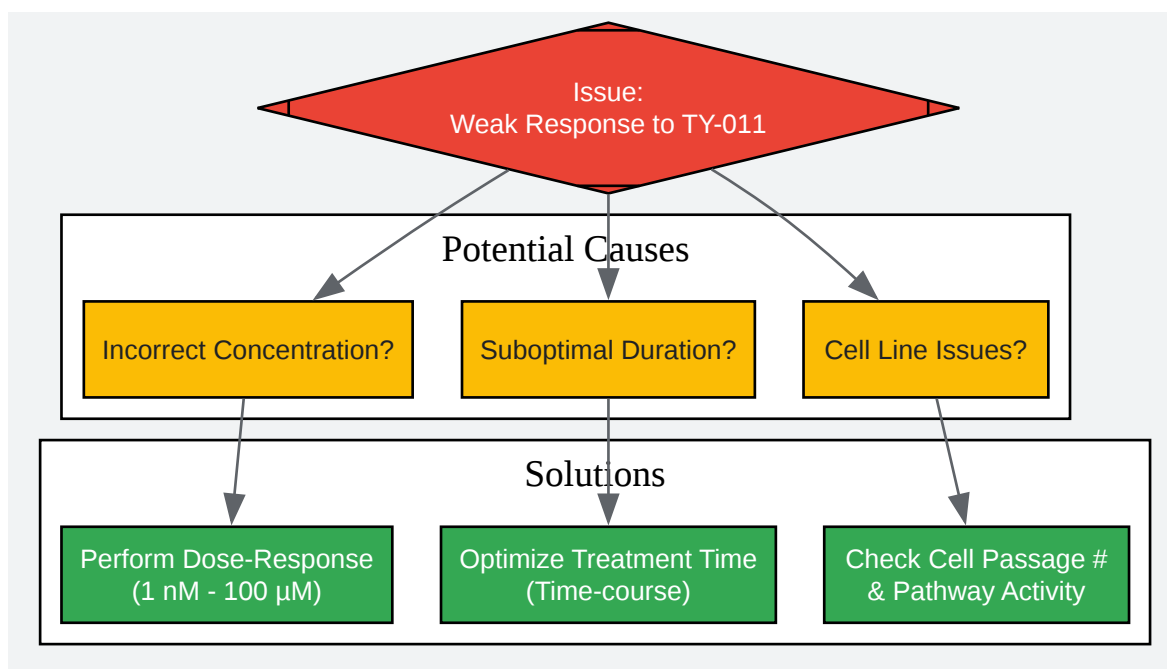 Issue:
Weak Response to TY-011
Potential Causes
Incorrect Concentration?
Suboptimal Duration?
Cell Line Issues?
Solutions
Perform Dose-Response
(1 nM - 100 µM)
Optimize Treatment Time
(Time-course)
Check Cell Passage #
& Pathway Activity